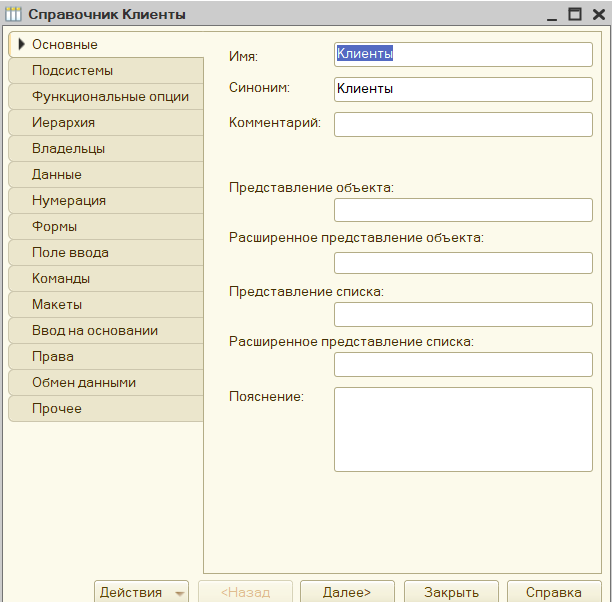 Справочник Клиенты
Основные
Подсистемы
Функциональные опции
Иерархия
Владельцы
Данные
Нумерация
Формы
Поле ввода
Команды
Макеты
Ввод на основании
Права
Обмен данными
Прочее
Имя: Клиенты
Синоним: Клиенты
Комментарий:
Представление объекта:
Расширенное представление объекта:
Представление списка:
Расширенное представление списка:
Пояснение:
Действия <Назад Далее> Закрыть Справка